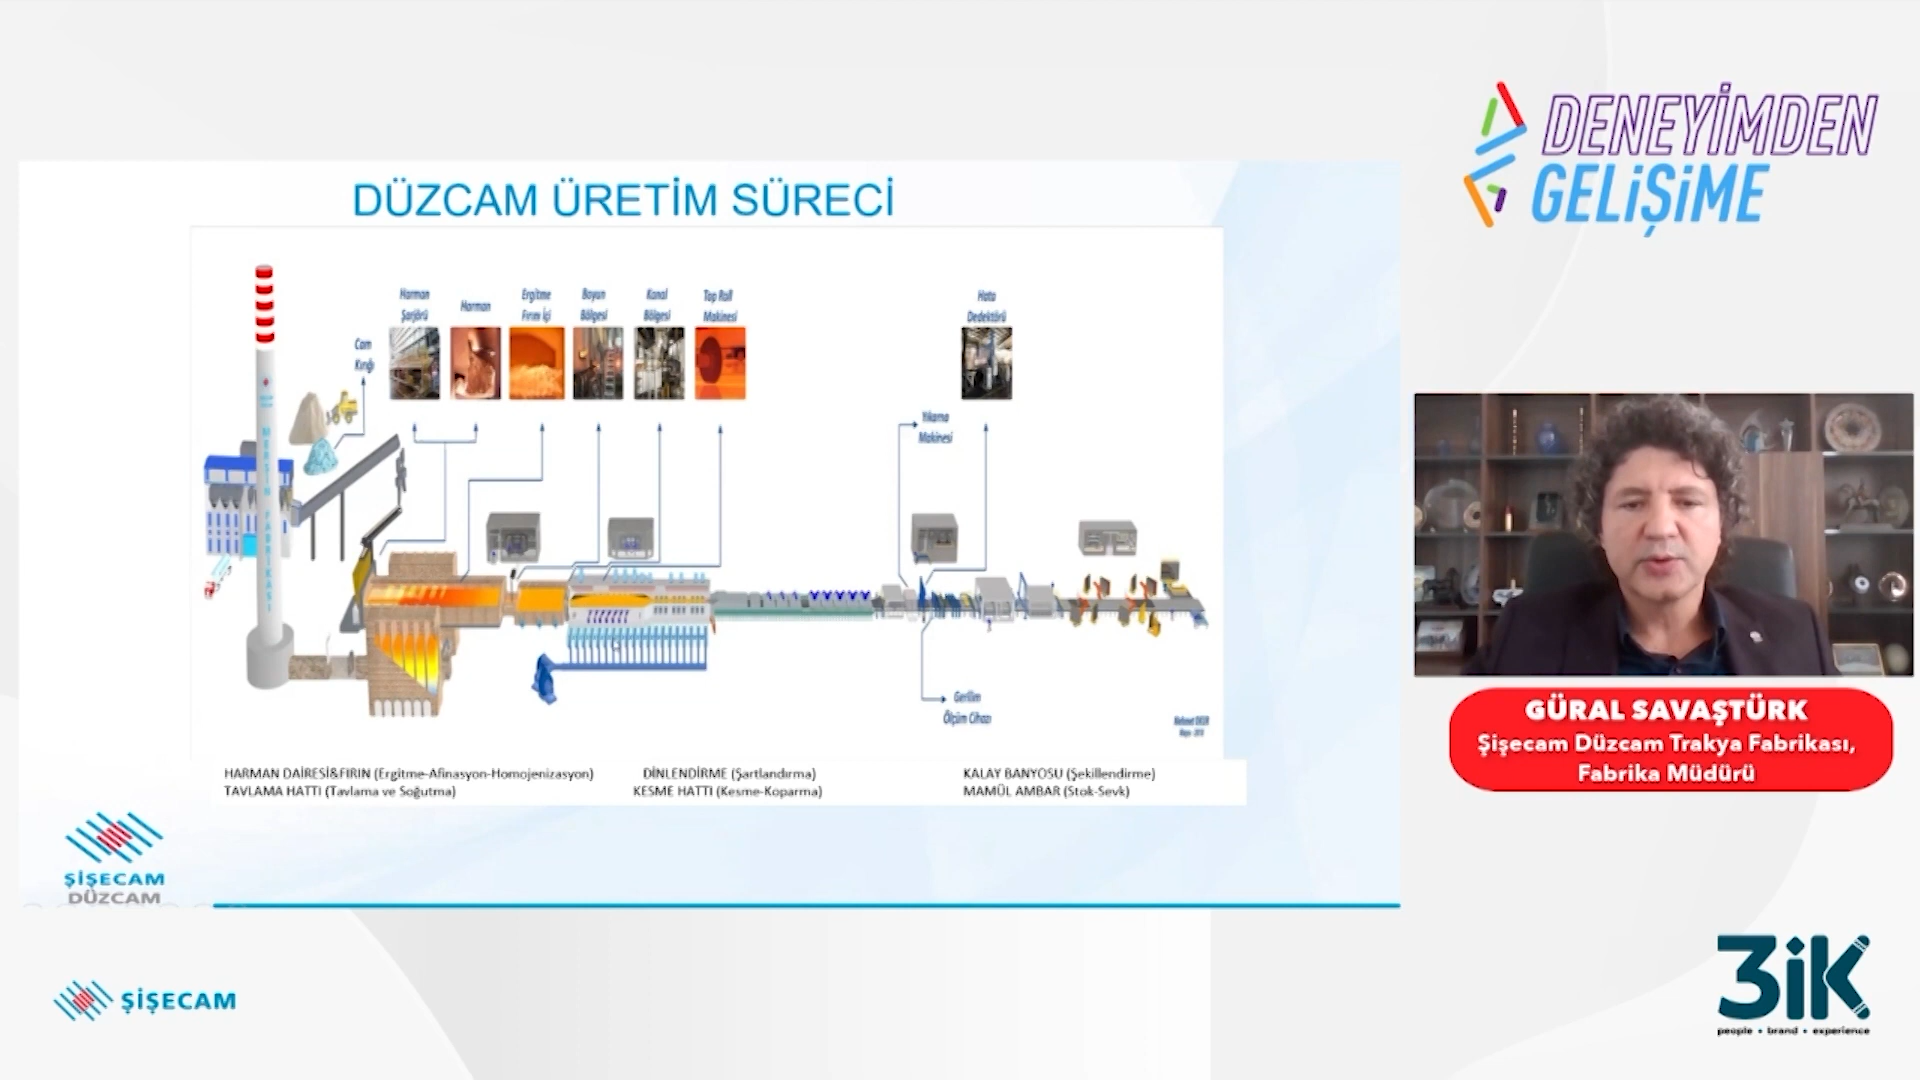 DENEYİMDEN
GELİŞİME
DÜZCAM ÜRETİM SÜRECİ
Harman
Şarjörü
Harman
Ergitme
Fırını İçi
Boyun
Bölgesi
Kanal
Bölgesi
Top Roll
Makinesi
Hata
Dedektörü
Cam
Kırığı
Yıkama
Makinesi
MERSİN FABRİKASI
Gerilim
Ölçüm Cihazı
HARMAN DAİRESİ&FIRIN (Ergitme-Afinasyon-Homojenizasyon)
DİNLENDİRME (Şartlandırma)
KALAY BANYOSU (Şekillendirme)
TAVLAMA HATTI (Tavlama ve Soğutma)
KESME HATTI (Kesme-Koparma)
MAMÜL AMBAR (Stok-Sevk)
ŞİŞECAM
DÜZCAM
GÜRAL SAVAŞTÜRK
Şişecam Düzcam Trakya Fabrikası,
Fabrika Müdürü
ŞİŞECAM
3iK
people • brand • experience